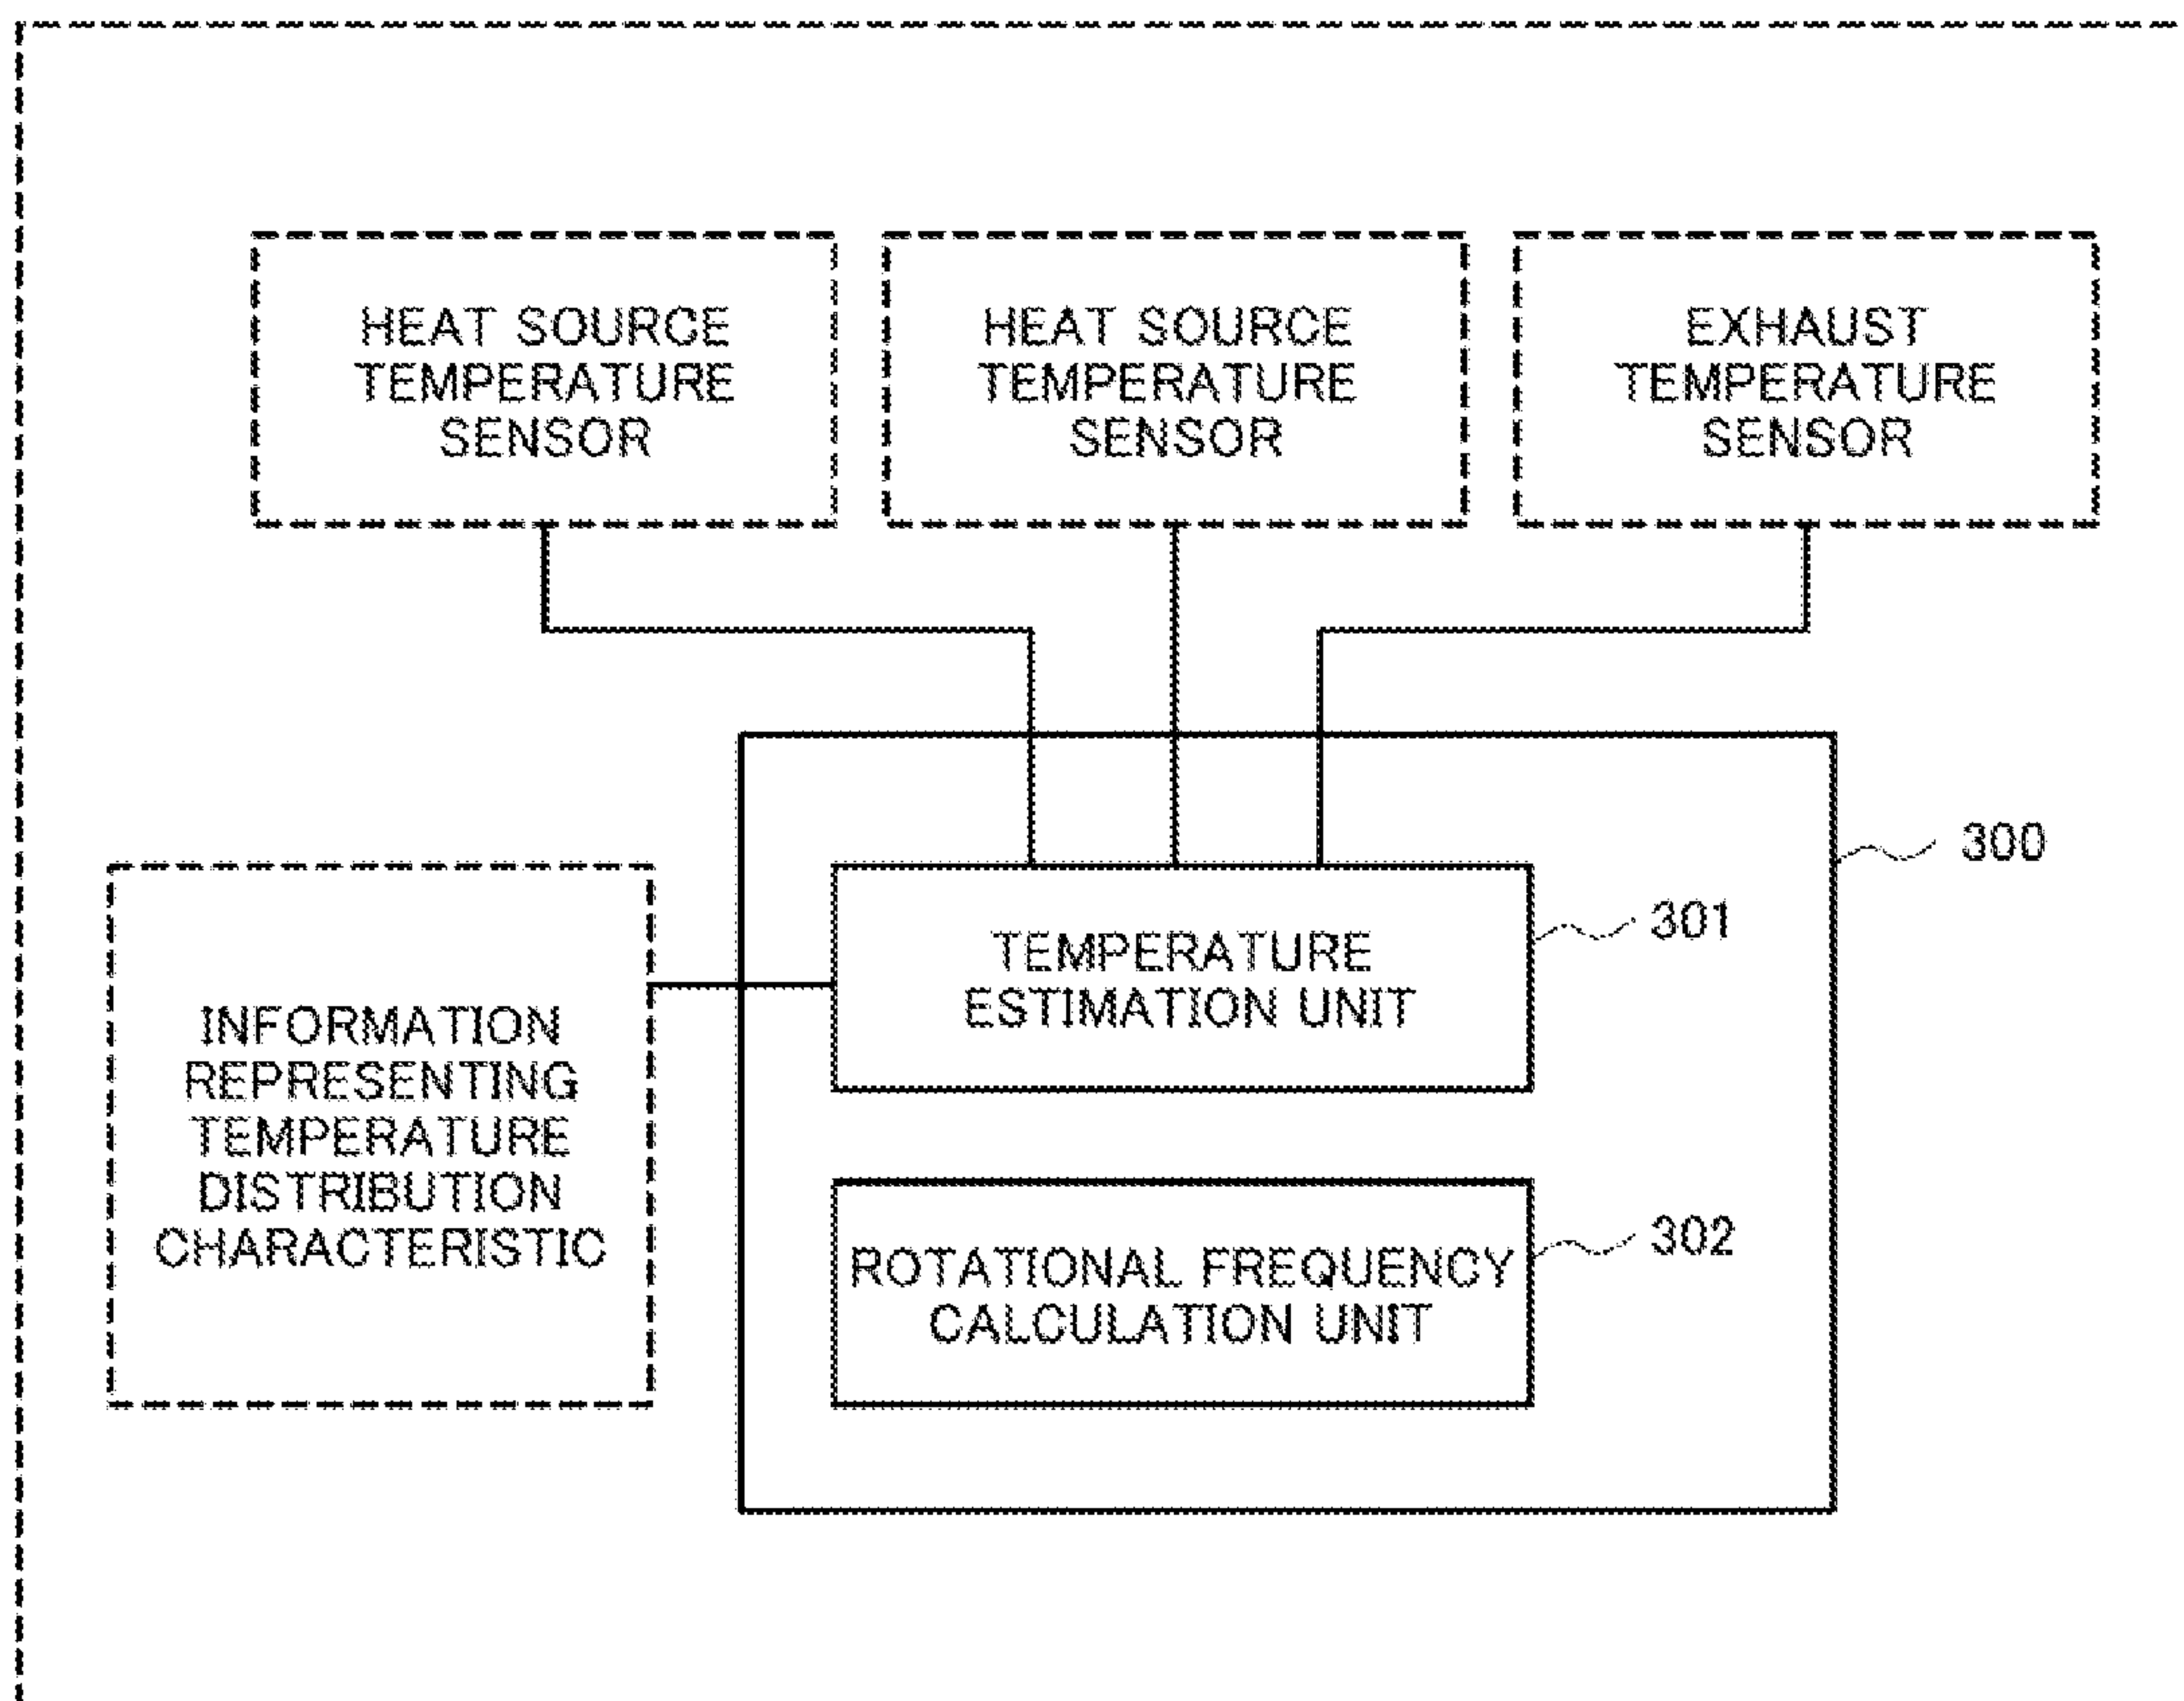 HEAT SOURCE
TEMPERATURE
SENSOR
HEAT SOURCE
TEMPERATURE
SENSOR
EXHAUST
TEMPERATURE
SENSOR
300
301
TEMPERATURE
ESTIMATION UNIT
INFORMATION
REPRESENTING
TEMPERATURE
DISTRIBUTION
CHARACTERISTIC
302
ROTATIONAL FREQUENCY
CALCULATION UNIT